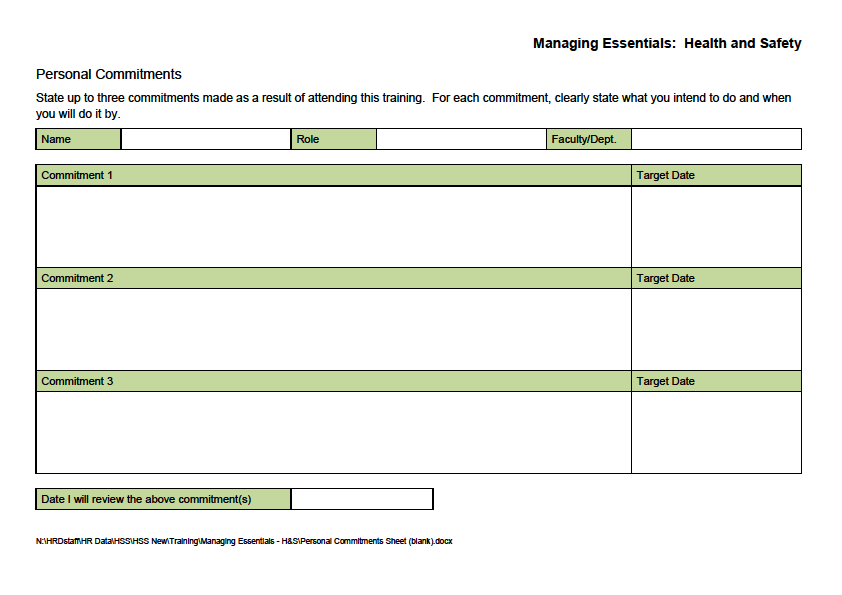 Managing Essentials:  Health and Safety
Personal Commitments
State up to three commitments made as a result of attending this training.  For each commitment, clearly state what you intend to do and when
you will do it by.
Name Role Faculty/Dept.
Commitment 1 Target Date
Commitment 2 Target Date
Commitment 3 Target Date
Date I will review the above commitment(s)
N:\HRDstaff\HR Data\HSS\HSS New\Training\Managing Essentials - H&S\Personal Commitments Sheet (blank).docx